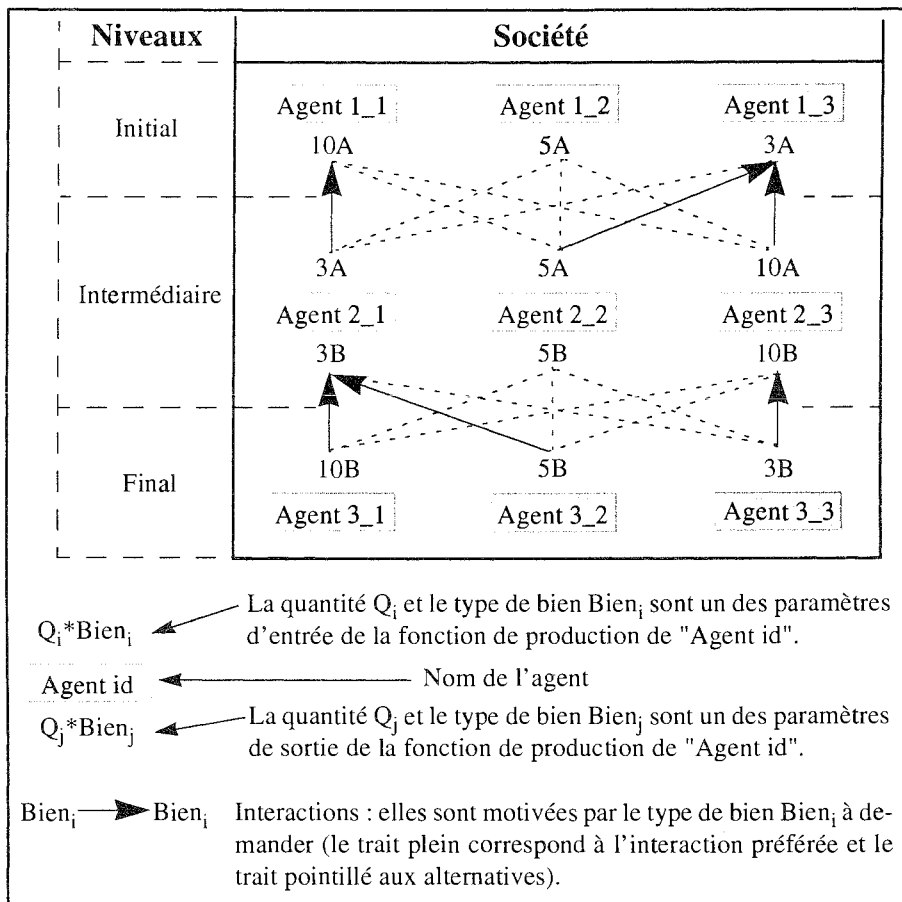 Niveaux Société
Agent 1_1 Agent 1_2 Agent 1_3
Initial
10A 5A 3A
3A 5A 10A
Intermédiaire
Agent 2_1 Agent 2_2 Agent 2_3
3B 5B 10B
10B 5B 3B
Final
Agent 3_1 Agent 3_2 Agent 3_3
La quantité Qi et le type de bien Bieni sont un des paramètres
Qi*Bieni
d'entrée de la fonction de production de "Agent id".
Agent id Nom de l'agent
Qj*Bienj La quantité Qj et le type de bien Bienj sont un des paramètres
de sortie de la fonction de production de "Agent id".
Bieni Bieni Interactions : elles sont motivées par le type de bien Bieni à de-
mander (le trait plein correspond à l'interaction préférée et le
trait pointillé aux alternatives).